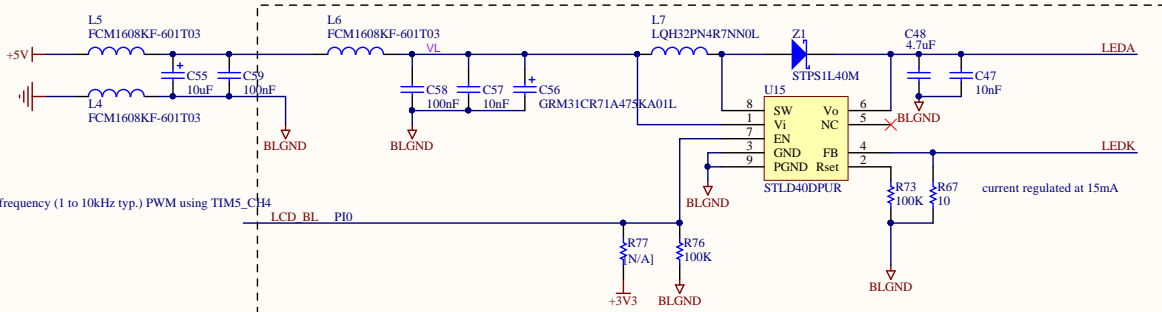 L5
FCM1608KF-601T03
L6
FCM1608KF-601T03
L7
LQH32PN4R7NN0L
Z1
STPS1L40M
C48
4.7uF
+5V
VL
LEDA
+
C55
10uF
C59
100nF
L4
FCM1608KF-601T03
BLGND
C58
100nF
C57
10nF
+
C56
GRM31CR71A475KA01L
BLGND
C47
10nF
BLGND
U15
8 SW Vo 6
1 Vi NC 5
7 EN
3 GND FB 4
9 PGND Rset 2
STLD40DPUR
LEDK
BLGND
R73
100K
R67
10
current regulated at 15mA
frequency (1 to 10kHz typ.) PWM using TIM5_CH4
LCD_BL PI0
R77
[N/A]
R76
100K
+3V3
BLGND
BLGND